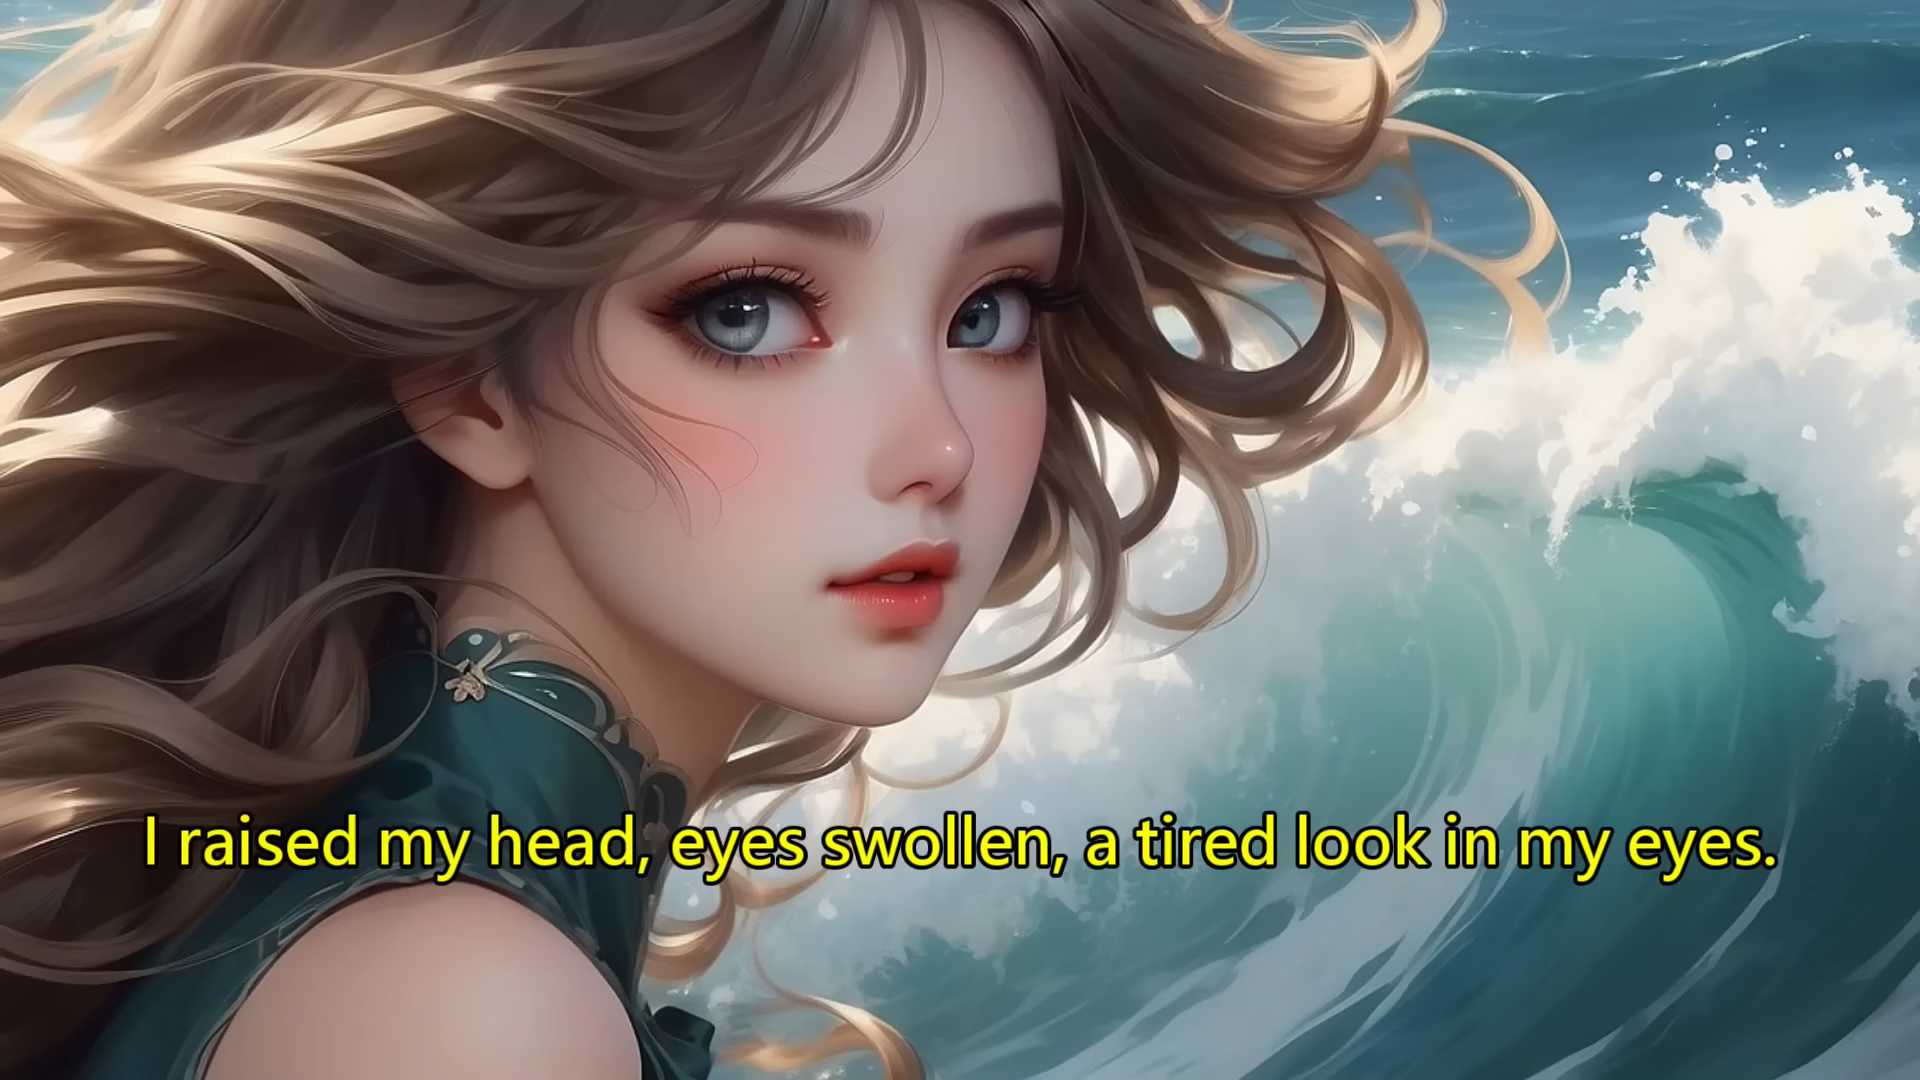 I raised my head, eyes swollen, a tired look in my eyes.